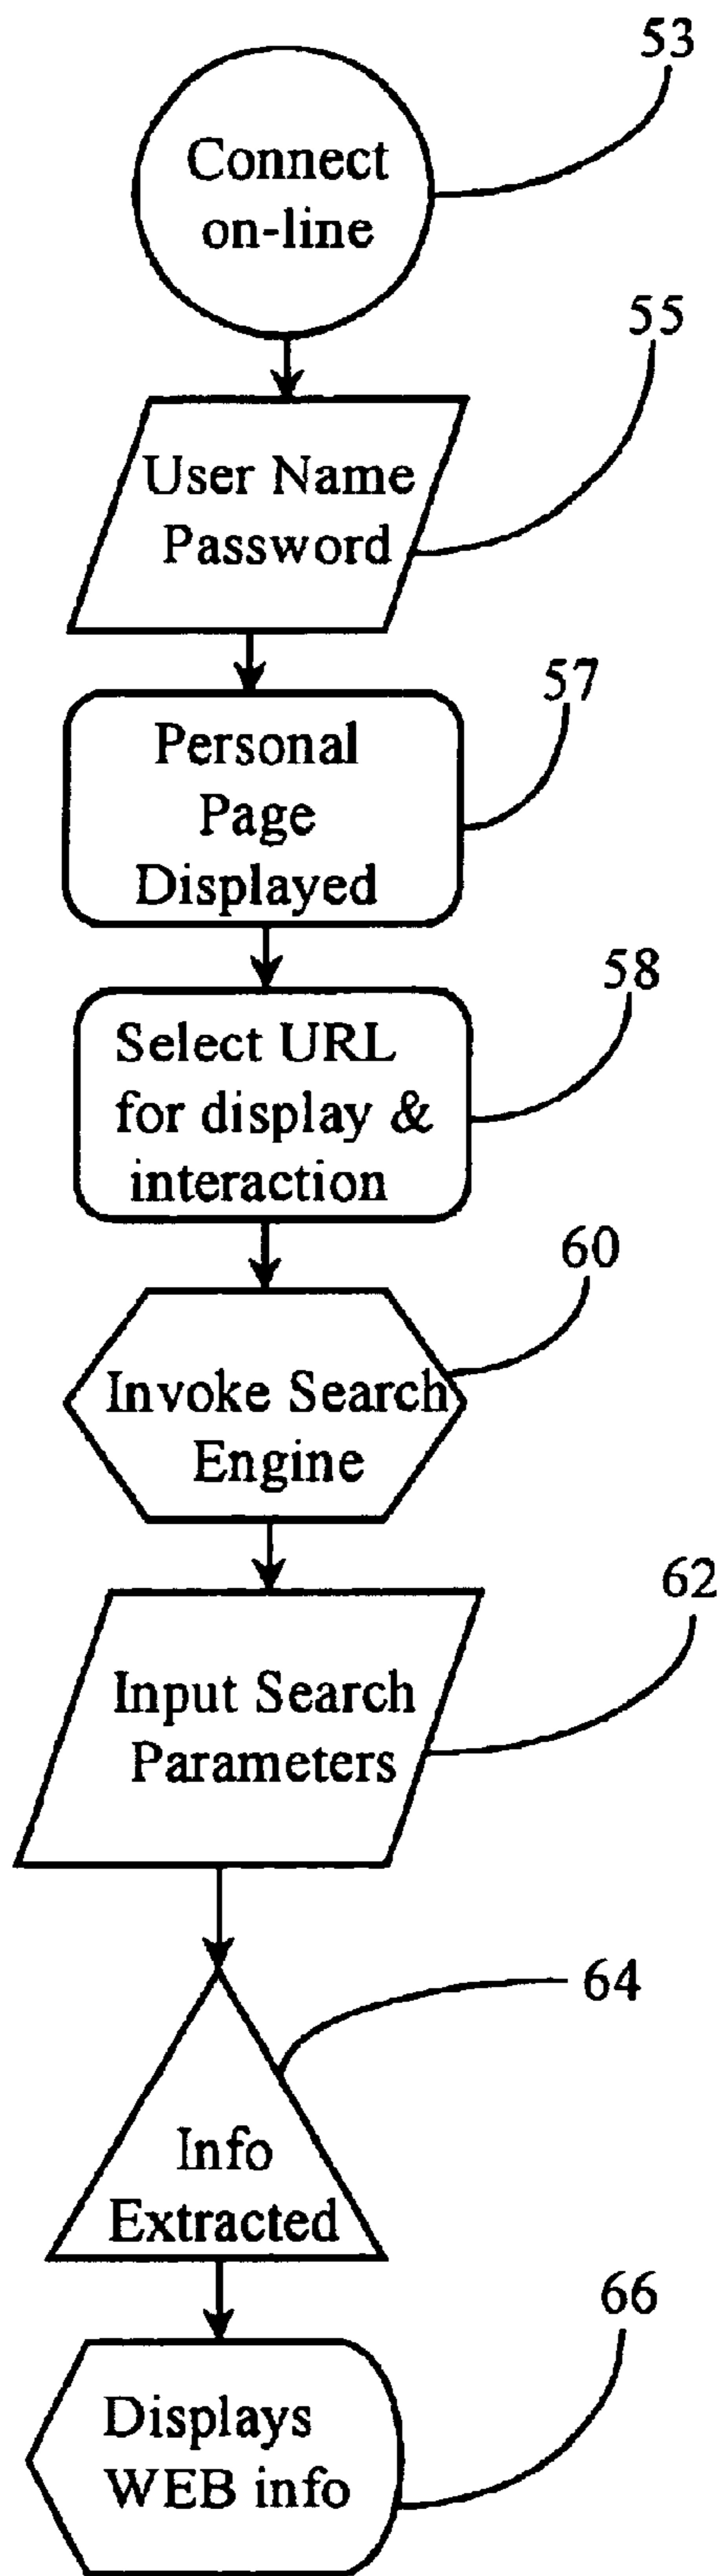 53
Connect
on-line
55
User Name
Password
57
Personal
Page
Displayed
58
Select URL
for display &
interaction
60
Invoke Search
Engine
62
Input Search
Parameters
64
Info
Extracted
66
Displays
WEB info